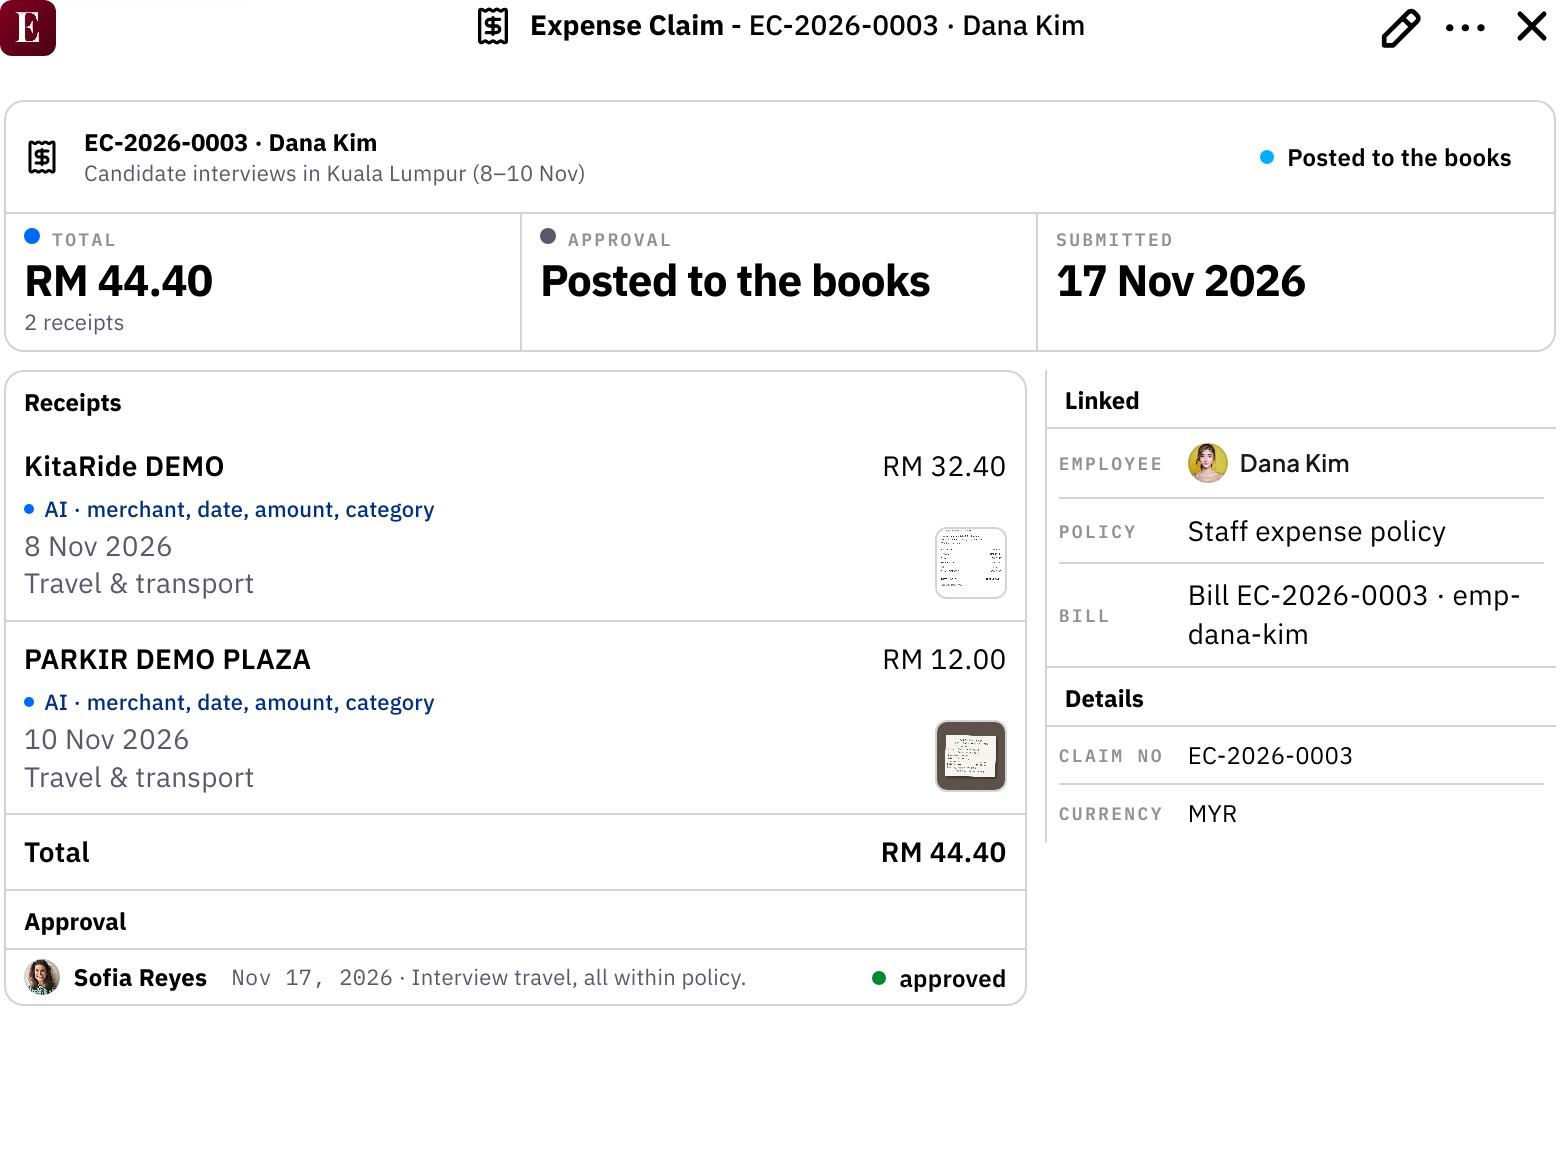 E
Expense Claim - EC-2026-0003 · Dana Kim
EC-2026-0003 · Dana Kim
Candidate interviews in Kuala Lumpur (8–10 Nov)
Posted to the books
TOTAL
RM 44.40
2 receipts
APPROVAL
Posted to the books
SUBMITTED
17 Nov 2026
Receipts
KitaRide DEMO
RM 32.40
AI · merchant, date, amount, category
8 Nov 2026
Travel & transport
PARKIR DEMO PLAZA
RM 12.00
AI · merchant, date, amount, category
10 Nov 2026
Travel & transport
Total
RM 44.40
Approval
Sofia Reyes
Nov 17, 2026 · Interview travel, all within policy.
approved
Linked
EMPLOYEE
Dana Kim
POLICY
Staff expense policy
BILL
Bill EC-2026-0003 · emp-
dana-kim
Details
CLAIM NO
EC-2026-0003
CURRENCY
MYR